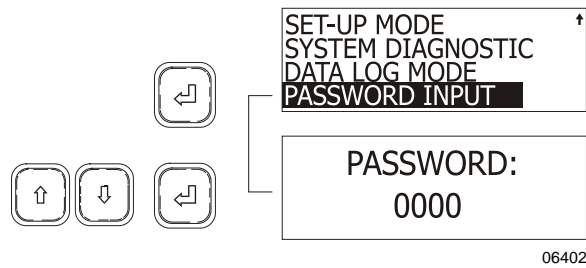 SET-UP MODE
SYSTEM DIAGNOSTIC
DATA LOG MODE
PASSWORD INPUT
PASSWORD:
0000
06402